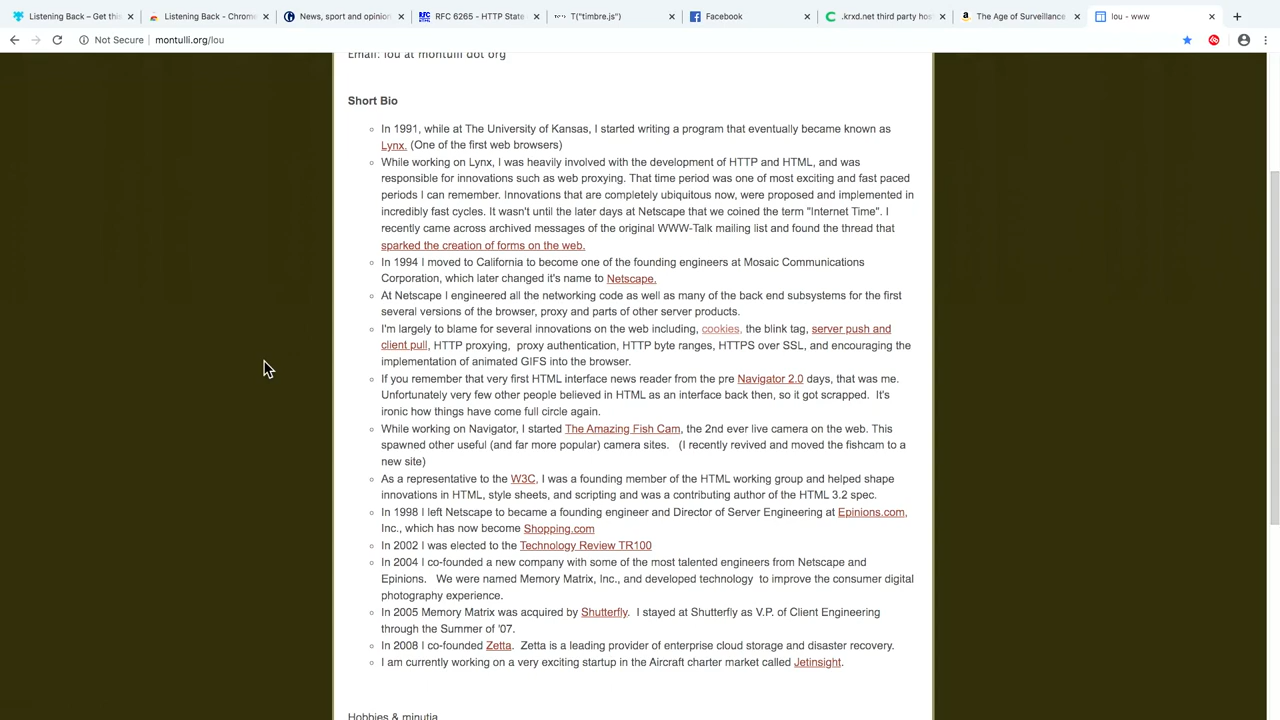 Listening Back – Get this
Listening Back - Chrome
News, sport and opinion
RFC 6265 - HTTP State
T("timbre.js")
Facebook
.krxd.net third party host
The Age of Surveillance
lou - www
Not Secure | montulli.org/lou
Email: lou at montulli dot org
Short Bio
In 1991, while at The University of Kansas, I started writing a program that eventually became known as
Lynx. (One of the first web browsers)
While working on Lynx, I was heavily involved with the development of HTTP and HTML, and was
responsible for innovations such as web proxying. That time period was one of most exciting and fast paced
periods I can remember. Innovations that are completely ubiquitous now, were proposed and implemented in
incredibly fast cycles. It wasn't until the later days at Netscape that we coined the term "Internet Time". I
recently came across archived messages of the original WWW-Talk mailing list and found the thread that
sparked the creation of forms on the web.
In 1994 I moved to California to become one of the founding engineers at Mosaic Communications
Corporation, which later changed it's name to Netscape.
At Netscape I engineered all the networking code as well as many of the back end subsystems for the first
several versions of the browser, proxy and parts of other server products.
I'm largely to blame for several innovations on the web including, cookies, the blink tag, server push and
client pull, HTTP proxying, proxy authentication, HTTP byte ranges, HTTPS over SSL, and encouraging the
implementation of animated GIFS into the browser.
If you remember that very first HTML interface news reader from the pre Navigator 2.0 days, that was me.
Unfortunately very few other people believed in HTML as an interface back then, so it got scrapped. It's
ironic how things have come full circle again.
While working on Navigator, I started The Amazing Fish Cam, the 2nd ever live camera on the web. This
spawned other useful (and far more popular) camera sites. (I recently revived and moved the fishcam to a
new site)
As a representative to the W3C, I was a founding member of the HTML working group and helped shape
innovations in HTML, style sheets, and scripting and was a contributing author of the HTML 3.2 spec.
In 1998 I left Netscape to became a founding engineer and Director of Server Engineering at Epinions.com,
Inc., which has now become Shopping.com
In 2002 I was elected to the Technology Review TR100
In 2004 I co-founded a new company with some of the most talented engineers from Netscape and
Epinions. We were named Memory Matrix, Inc., and developed technology to improve the consumer digital
photography experience.
In 2005 Memory Matrix was acquired by Shutterfly. I stayed at Shutterfly as V.P. of Client Engineering
through the Summer of '07.
In 2008 I co-founded Zetta. Zetta is a leading provider of enterprise cloud storage and disaster recovery.
I am currently working on a very exciting startup in the Aircraft charter market called Jetinsight.
Hobbies & minutia